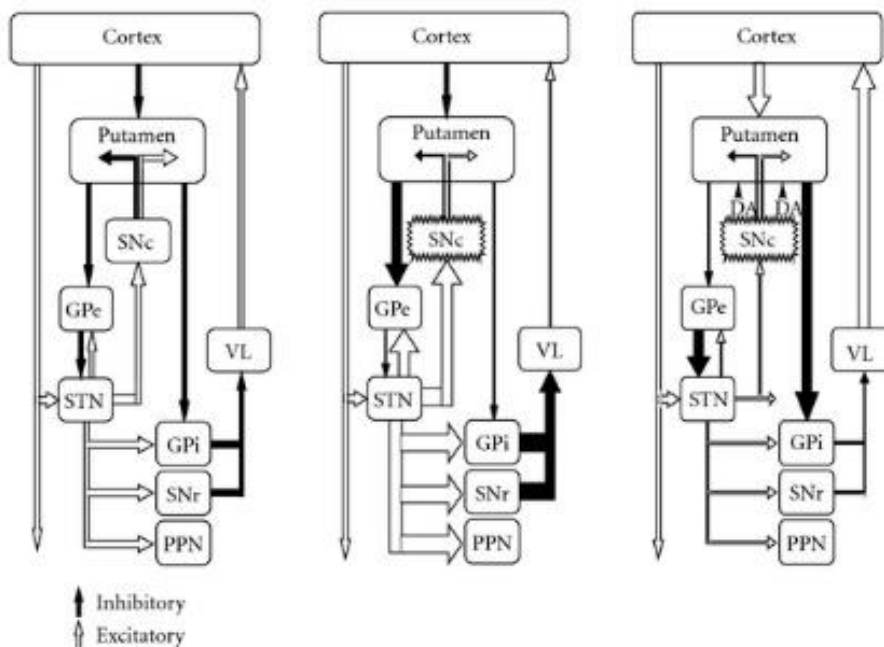 Cortex
Putamen
SNc
GPe
VL
STN
GPi
SNr
PPN
Cortex
Putamen
SNc
GPe
VL
STN
GPi
SNr
PPN
Cortex
Putamen
DA
DA
SNc
GPe
VL
STN
GPi
SNr
PPN
Inhibitory
Excitatory